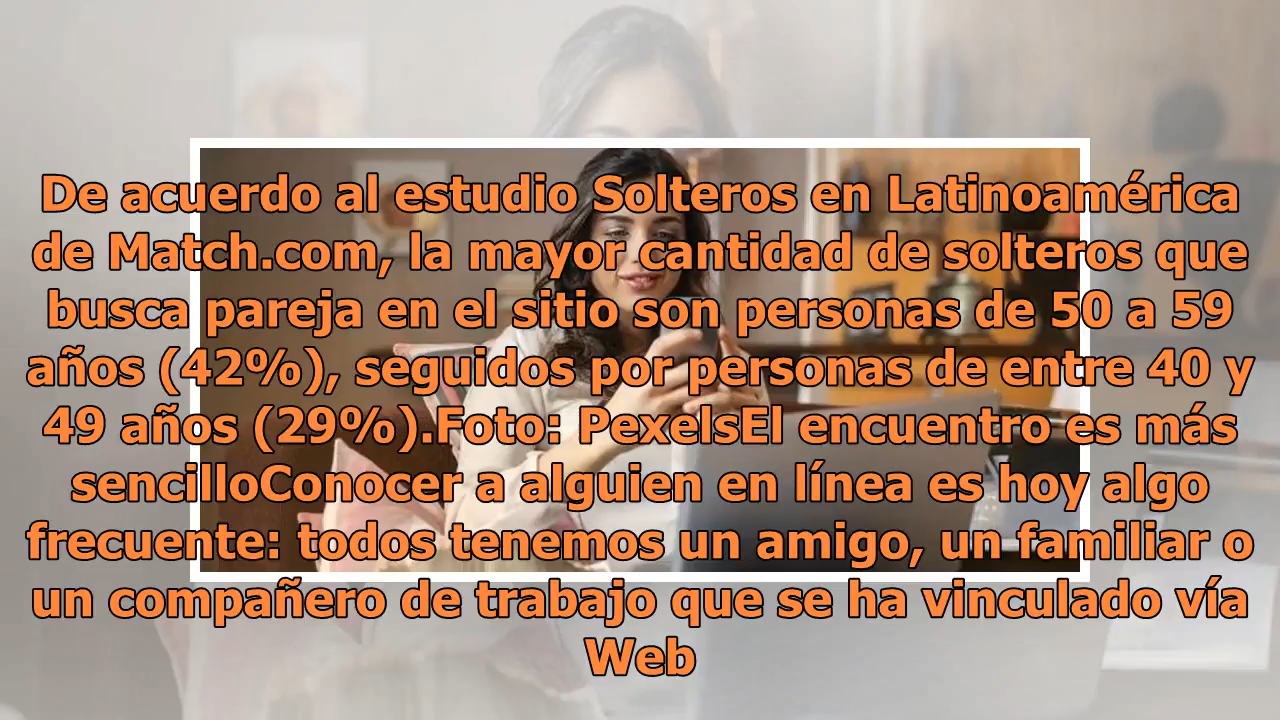 De acuerdo al estudio Solteros en Latinoamérica
de Match.com, la mayor cantidad de solteros que
busca pareja en el sitio son personas de 50 a 59
años (42%), seguidos por personas de entre 40 y
49 años (29%).Foto: PexelsEl encuentro es más
sencilloConocer a alguien en línea es hoy algo
frecuente: todos tenemos un amigo, un familiar o
un compañero de trabajo que se ha vinculado vía
Web